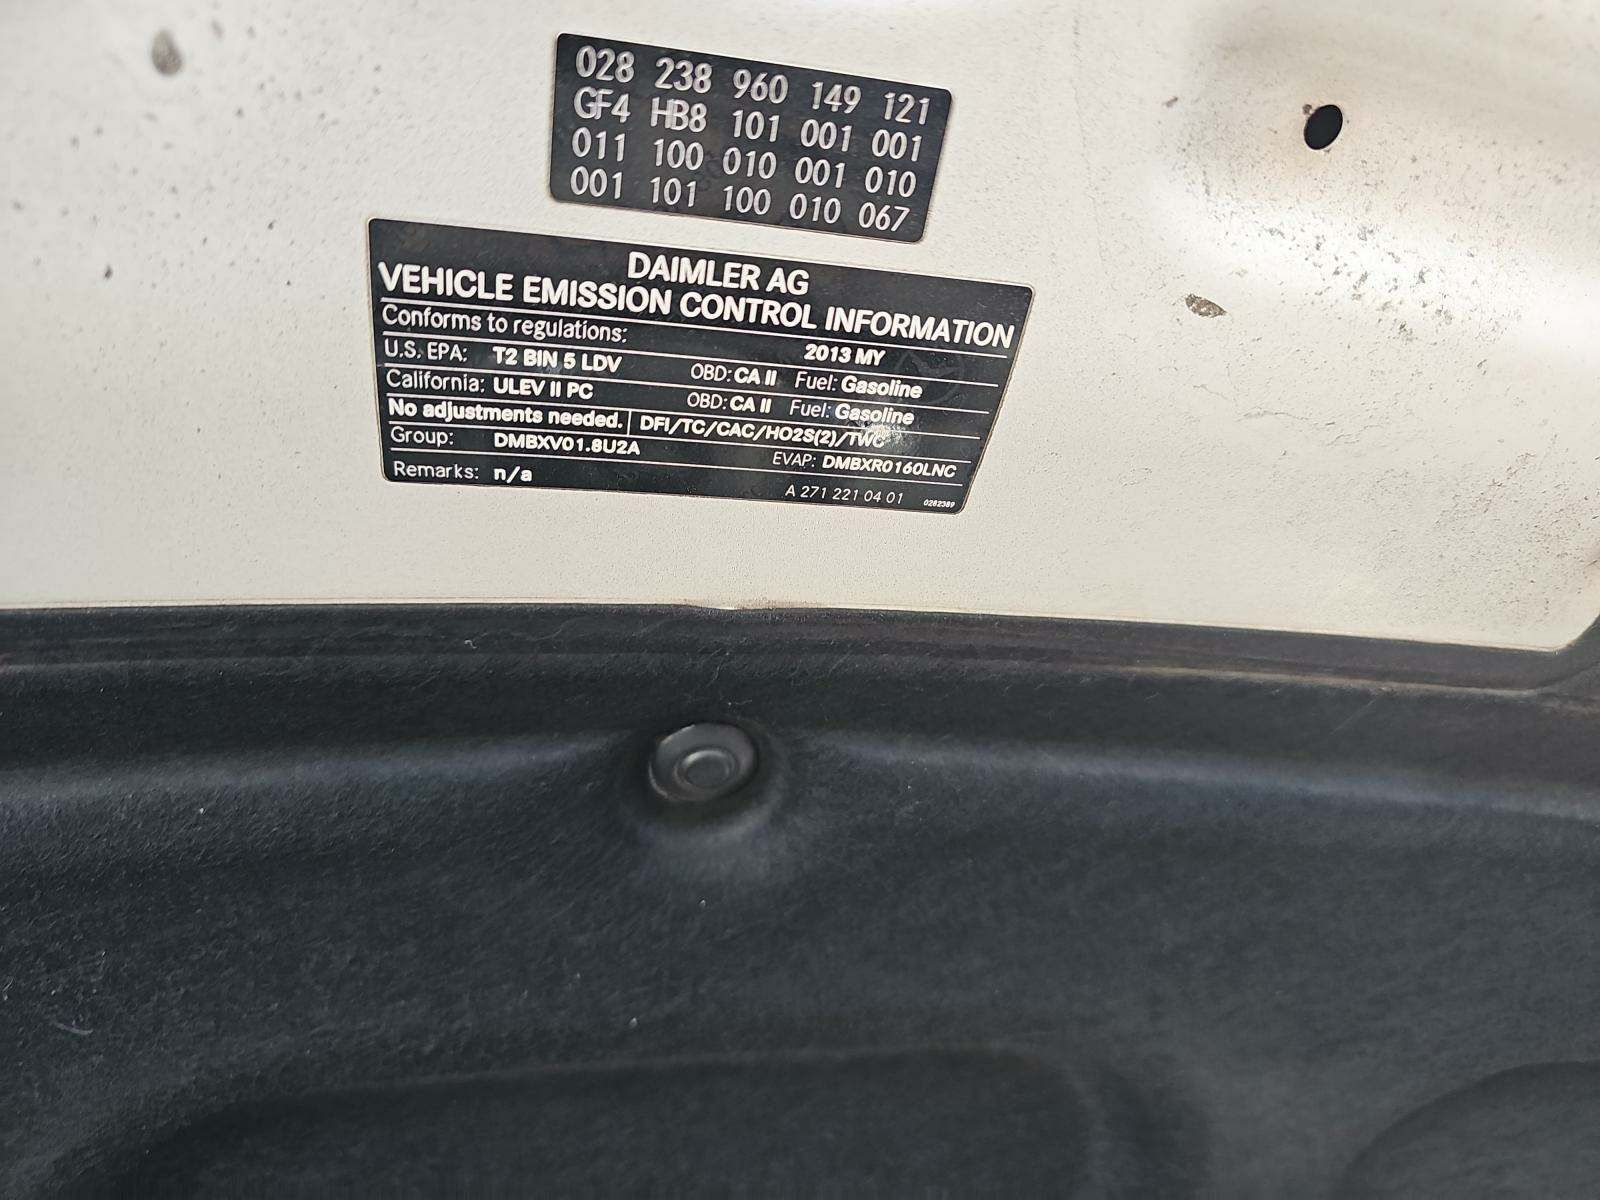 028 238 960 149 121
GF4 HB8 101 001 001
011 100 010 001 010
001 101 100 010 067
DAIMLER AG
VEHICLE EMISSION CONTROL INFORMATION
Conforms to regulations: 2013 MY
U.S. EPA: T2 BIN 5 LDV OBD: CA II Fuel: Gasoline
California: ULEV II PC OBD: CA II Fuel: Gasoline
No adjustments needed. DFI/TC/CAC/HO2S(2)/TWC
Group: DMBXV01.8U2A EVAP: DMBXR0160LNC
Remarks: n/a
A 271 221 04 01 0282389